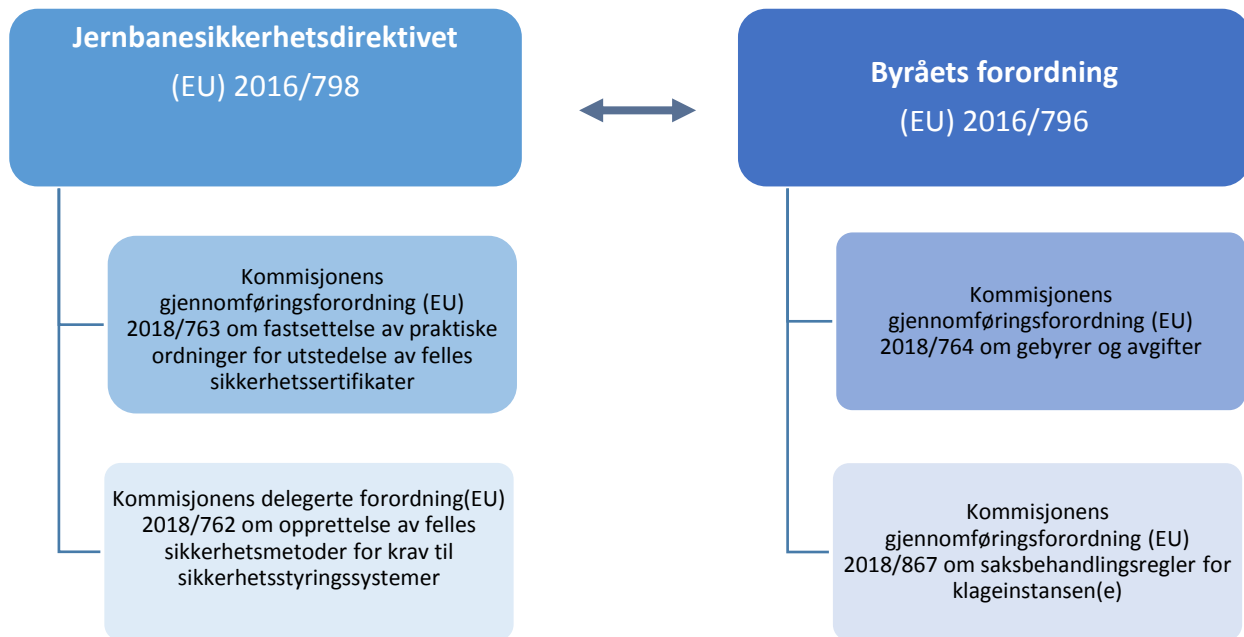 Jernbanesikkerhetsdirektivet
(EU) 2016/798
Kommisjonens
gjennomføringsforordning (EU)
2018/763 om fastsettelse av praktiske
ordninger for utstedelse av felles
sikkerhetssertifikater
Kommisjonens delegerte forordning(EU)
2018/762 om opprettelse av felles
sikkerhetsmetoder for krav til
sikkerhetsstyringssystemer
Byråets forordning
(EU) 2016/796
Kommisjonens
gjennomføringsforordning (EU)
2018/764 om gebyrer og avgifter
Kommisjonens
gjennomføringsforordning (EU)
2018/867 om saksbehandlingsregler for
klageinstansen(e)